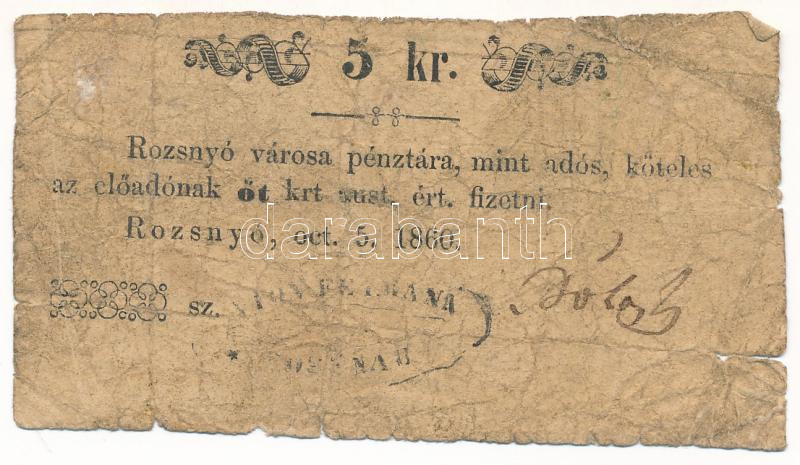 5 kr.
Rozsnyó városa pénztára, mint adós, köteles
az előadónak öt krt aust. ért. fizetni.
Rozsnyó, oct. 5, 1860.
sz.
darabanth